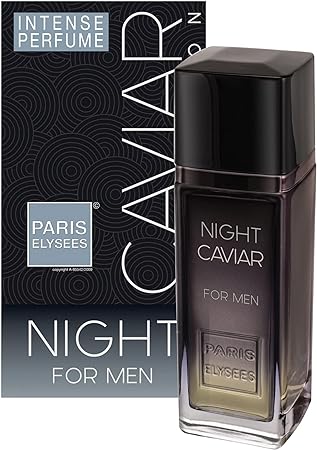 INTENSE
PERFUME
CAVIAR
PARIS
ELYSEES
NIGHT
FOR MEN
NIGHT
CAVIAR
FOR MEN
PARIS
ELYSEES